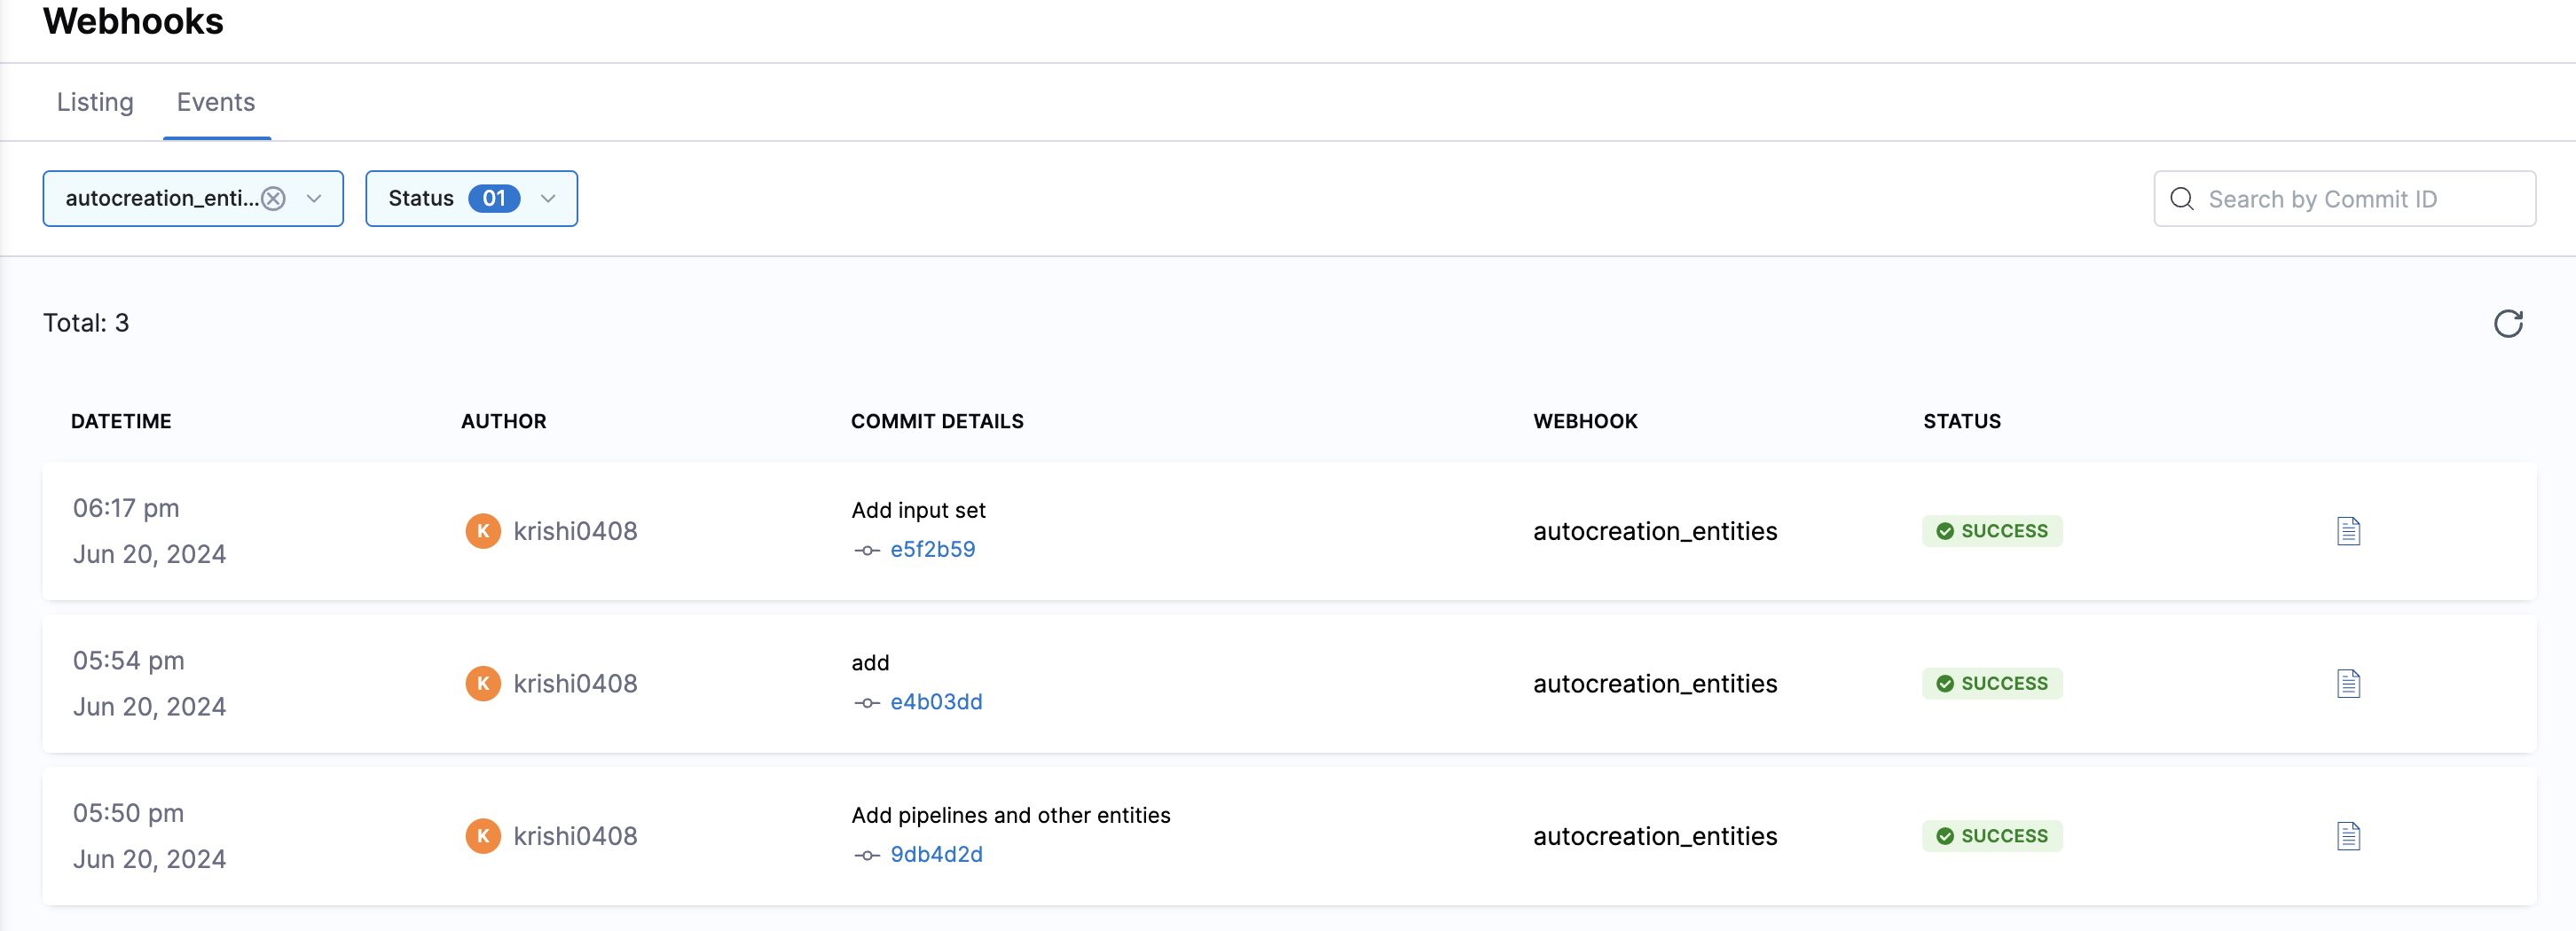 Webhooks
Listing Events
autocreation_enti... Status 01 Search by Commit ID
Total: 3
DATETIME AUTHOR COMMIT DETAILS WEBHOOK STATUS
06:17 pm
Jun 20, 2024
K krishi0408
Add input set
e5f2b59
autocreation_entities
SUCCESS
05:54 pm
Jun 20, 2024
K krishi0408
add
e4b03dd
autocreation_entities
SUCCESS
05:50 pm
Jun 20, 2024
K krishi0408
Add pipelines and other entities
9db4d2d
autocreation_entities
SUCCESS